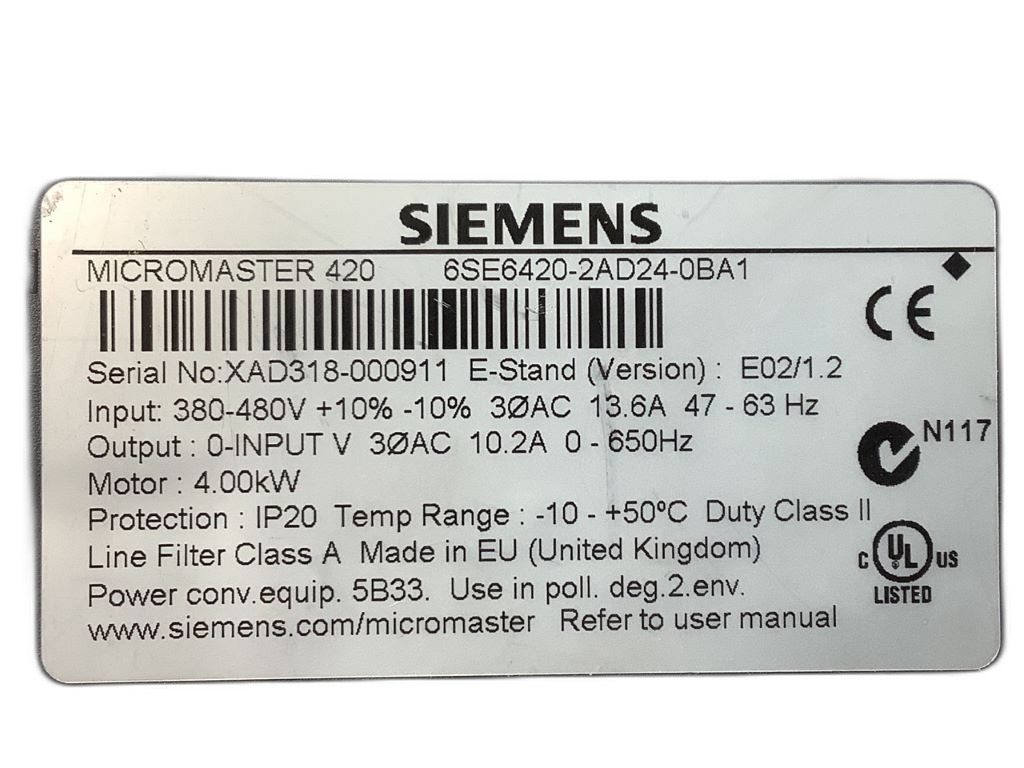 SIEMENS
MICROMASTER 420 6SE6420-2AD24-0BA1
CE
Serial No:XAD318-000911 E-Stand (Version) : E02/1.2
Input: 380-480V +10% -10% 3ØAC 13.6A 47 - 63 Hz
N117
Output : 0-INPUT V 3ØAC 10.2A 0 - 650Hz
Motor : 4.00kW
Protection : IP20 Temp Range : -10 - +50ºC Duty Class II
Line Filter Class A Made in EU (United Kingdom)
C UL US
LISTED
Power conv.equip. 5B33. Use in poll. deg.2.env.
www.siemens.com/micromaster Refer to user manual